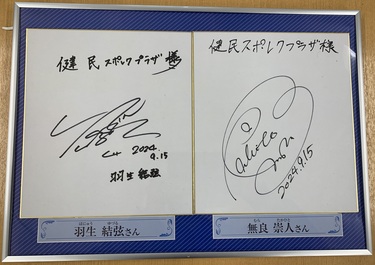 健民スポレクプラザ様
2024.
9.15
羽生結弦
羽生 結弦さん
健民スポレクプラザ様
2024.9.15
無良 崇人さん